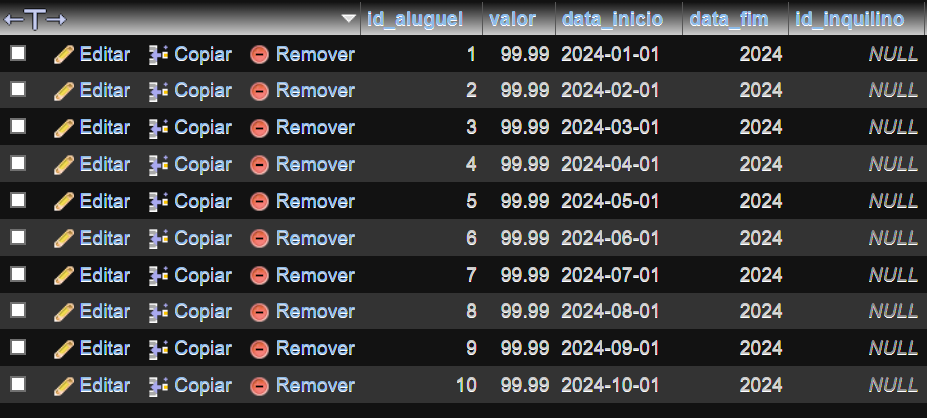 id_aluguel valor data_inicio data_fim id_inquilino
Editar Copiar Remover 1 99.99 2024-01-01 2024 NULL
Editar Copiar Remover 2 99.99 2024-02-01 2024 NULL
Editar Copiar Remover 3 99.99 2024-03-01 2024 NULL
Editar Copiar Remover 4 99.99 2024-04-01 2024 NULL
Editar Copiar Remover 5 99.99 2024-05-01 2024 NULL
Editar Copiar Remover 6 99.99 2024-06-01 2024 NULL
Editar Copiar Remover 7 99.99 2024-07-01 2024 NULL
Editar Copiar Remover 8 99.99 2024-08-01 2024 NULL
Editar Copiar Remover 9 99.99 2024-09-01 2024 NULL
Editar Copiar Remover 10 99.99 2024-10-01 2024 NULL